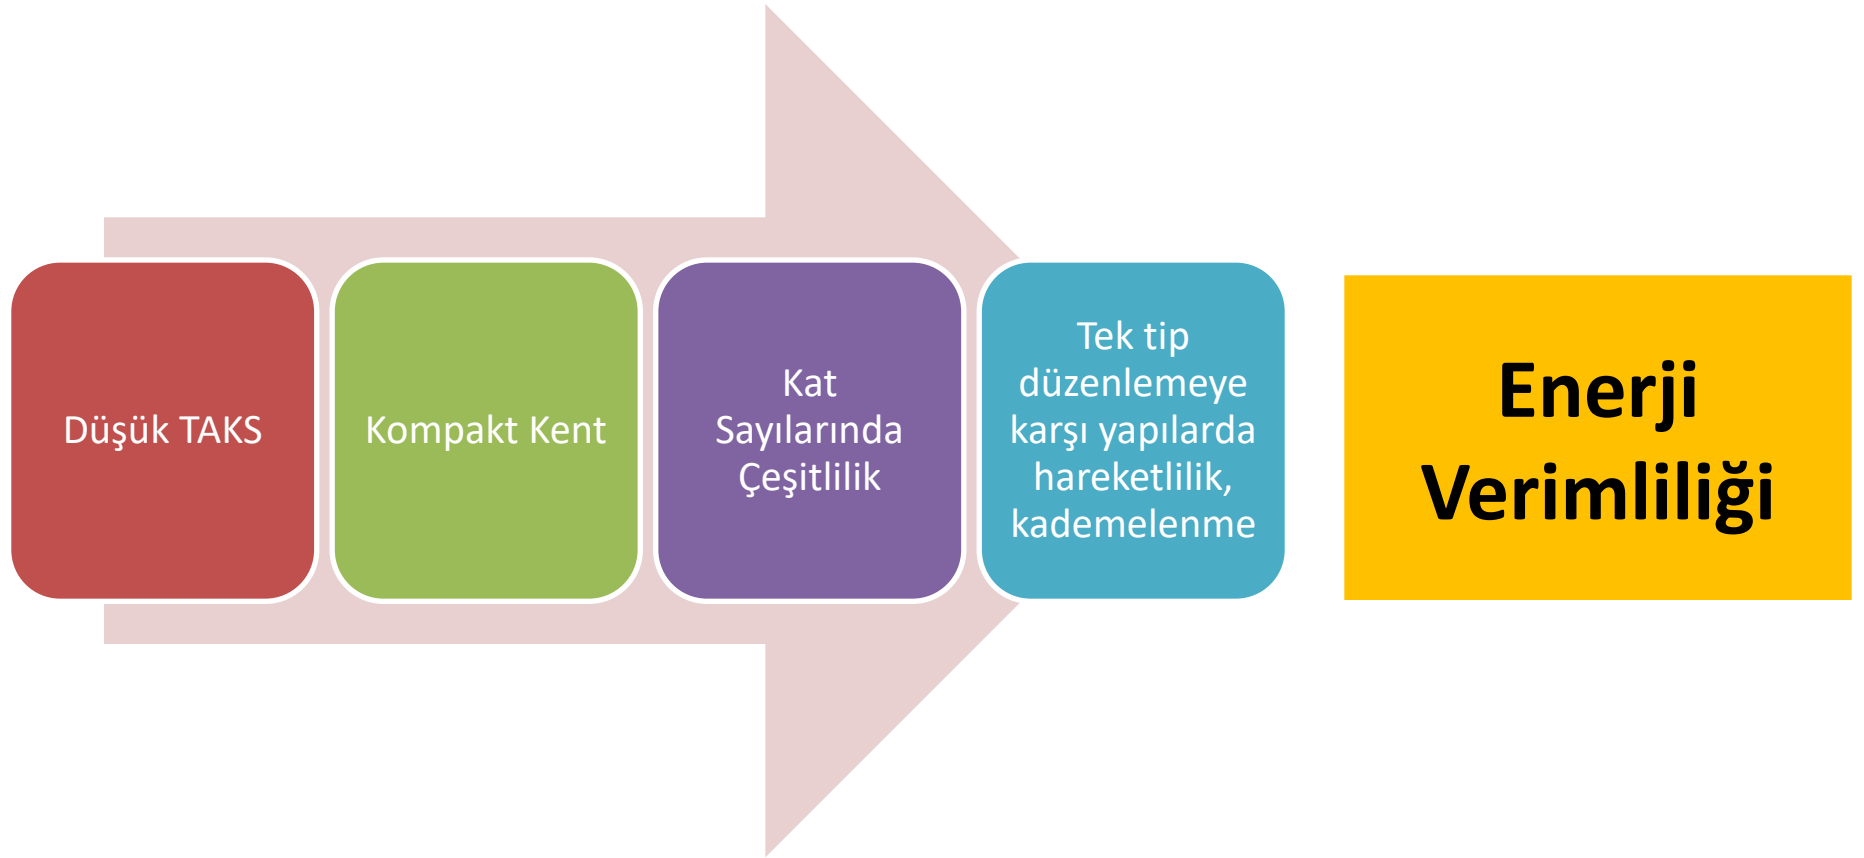 Düşük TAKS
Kompakt Kent
Kat
Sayılarında
Çeşitlilik
Tek tip
düzenlemeye
karşı yapılarda
hareketlilik,
kademelenme
Enerji
Verimliliği